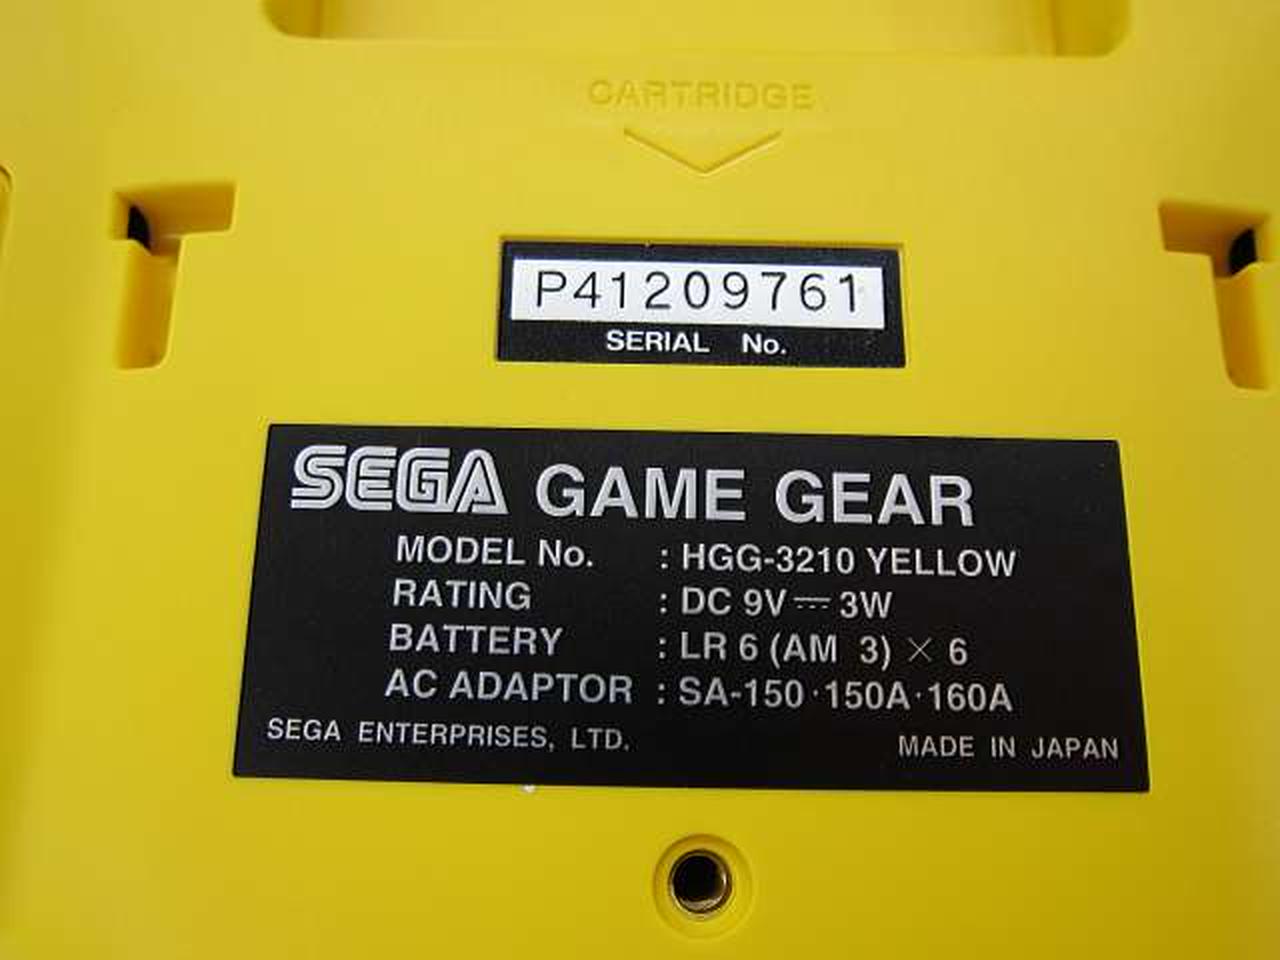 CARTRIDGE
P41209761
SERIAL No.
SEGA GAME GEAR
MODEL No. : HGG-3210 YELLOW
RATING : DC 9V⎓3W
BATTERY : LR 6 (AM 3) × 6
AC ADAPTOR : SA-150·150A·160A
SEGA ENTERPRISES, LTD. MADE IN JAPAN